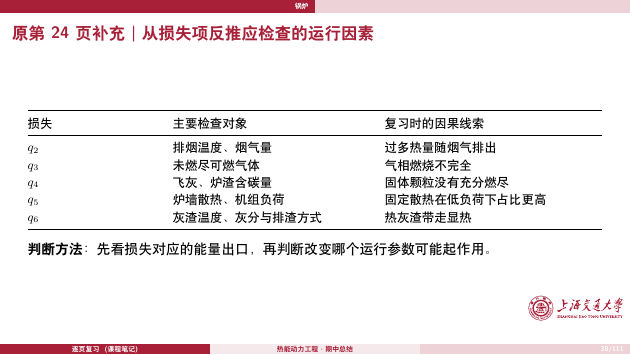 锅炉
原第 24 页补充 | 从损失项反推应检查的运行因素
损失 主要检查对象 复习时的因果线索
q2 排烟温度、烟气量 过多热量随烟气排出
q3 未燃尽可燃气体 气相燃烧不完全
q4 飞灰、炉渣含碳量 固体颗粒没有充分燃尽
q5 炉墙散热、机组负荷 固定散热在低负荷下占比更高
q6 灰渣温度、灰分与排渣方式 热灰渣带走显热
判断方法：先看损失对应的能量出口，再判断改变哪个运行参数可能起作用。
上海交通大学
SHANGHAI JIAO TONG UNIVERSITY
逐页复习（课程笔记） 热能动力工程 · 期中总结 38/111